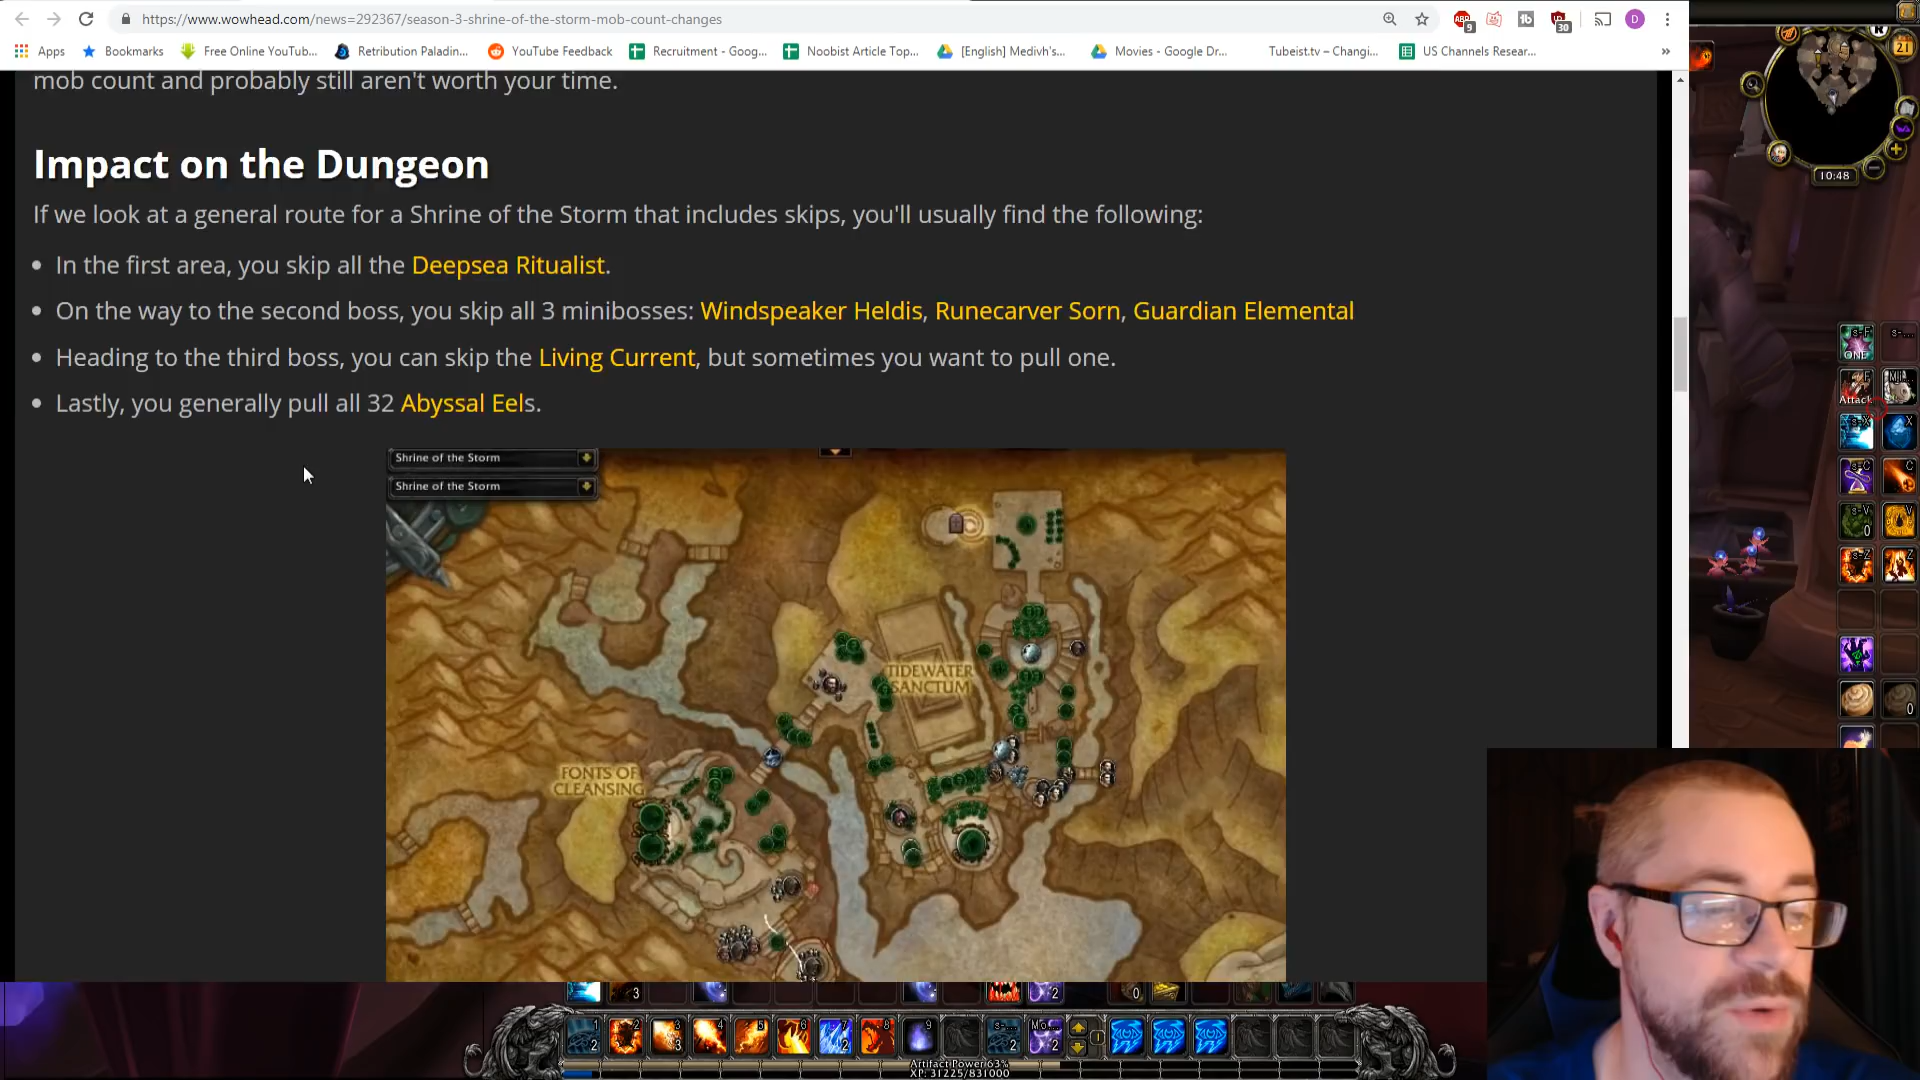 https://www.wowhead.com/news=292367/season-3-shrine-of-the-storm-mob-count-changes
Apps
Bookmarks
Free Online YouTub...
Retribution Paladin...
YouTube Feedback
Recruitment - Goog...
Noobist Article Top...
[English] Medivh's...
Movies - Google Dr...
Tubeist.tv – Changi...
US Channels Resear...
»
mob count and probably still aren't worth your time.
Impact on the Dungeon
If we look at a general route for a Shrine of the Storm that includes skips, you'll usually find the following:
• In the first area, you skip all the Deepsea Ritualist.
• On the way to the second boss, you skip all 3 minibosses: Windspeaker Heldis, Runecarver Sorn, Guardian Elemental
• Heading to the third boss, you can skip the Living Current, but sometimes you want to pull one.
• Lastly, you generally pull all 32 Abyssal Eels.
Shrine of the Storm
Shrine of the Storm
TIDEWATER
SANCTUM
FONTS OF
CLEANSING
21
10:48
ONE
Attack
Artifact Power 63%
XP: 31225/831000